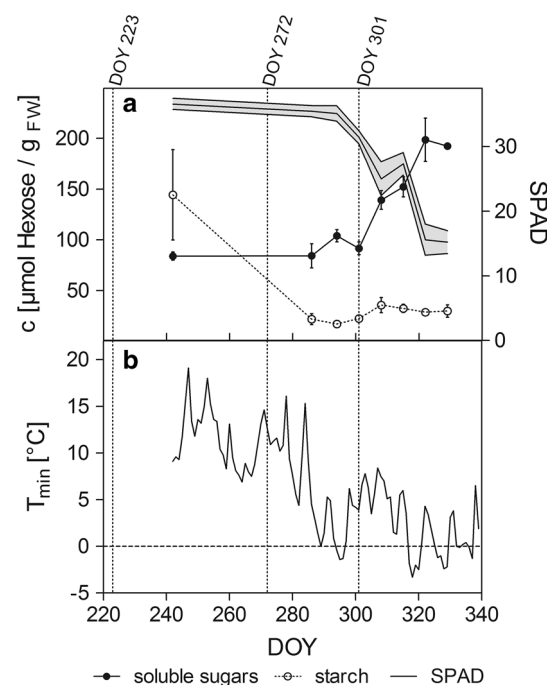 DOY 223
DOY 272
DOY 301
a
c [µmol Hexose / g FW]
200
150
100
50
SPAD
30
20
10
0
b
T min [°C]
20
15
10
5
0
-5
220 240 260 280 300 320 340
DOY
soluble sugars starch SPAD